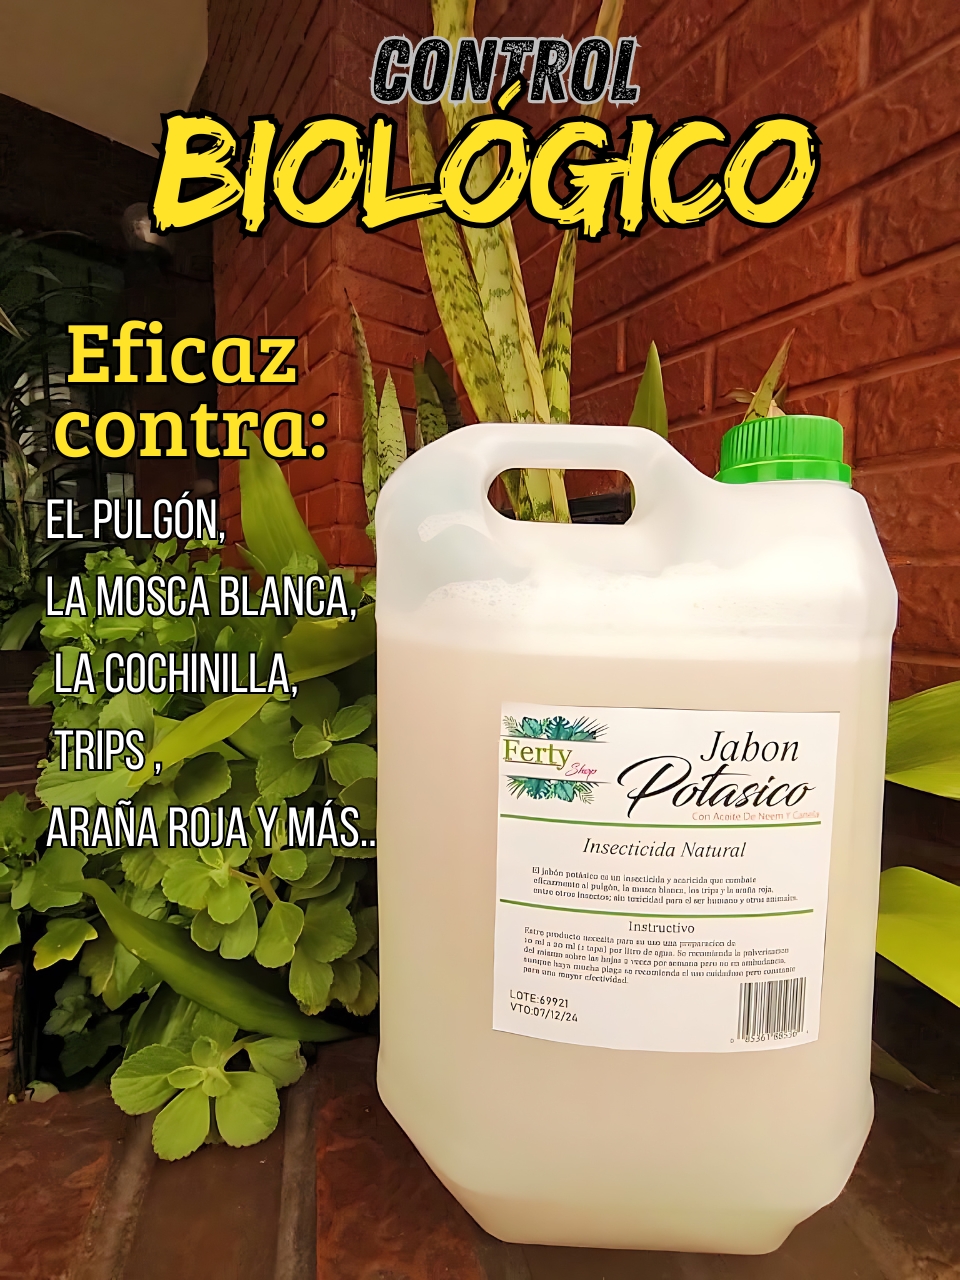 CONTROL
BIOLÓGICO
Eficaz
contra:
EL PULGÓN,
LA MOSCA BLANCA,
LA COCHINILLA,
TRIPS ,
ARAÑA ROJA Y MÁS..
Ferty
Shop
Jabon
Potasico
Con Aceite De Neem Y Canela
Insecticida Natural
El jabón potásico es un insecticida y acaricida que combate
eficazmente al pulgón, la mosca blanca, los trips y la araña roja,
entre otros insectos; sin toxicidad para el ser humano y otros animales.
Instructivo
Estre producto necesita para su uso una preparacion de
10 ml a 20 ml (2 tapa) por litro de agua. Se recomienda la pulverizacion
del mismo sobre las hojas 2 veces por semana pero no en ambudancia,
aunque haya mucha plaga se recomienda el uso cuidadoso pero constante
para una mayor efectividad.
LOTE:69921
VTO:07/12/24